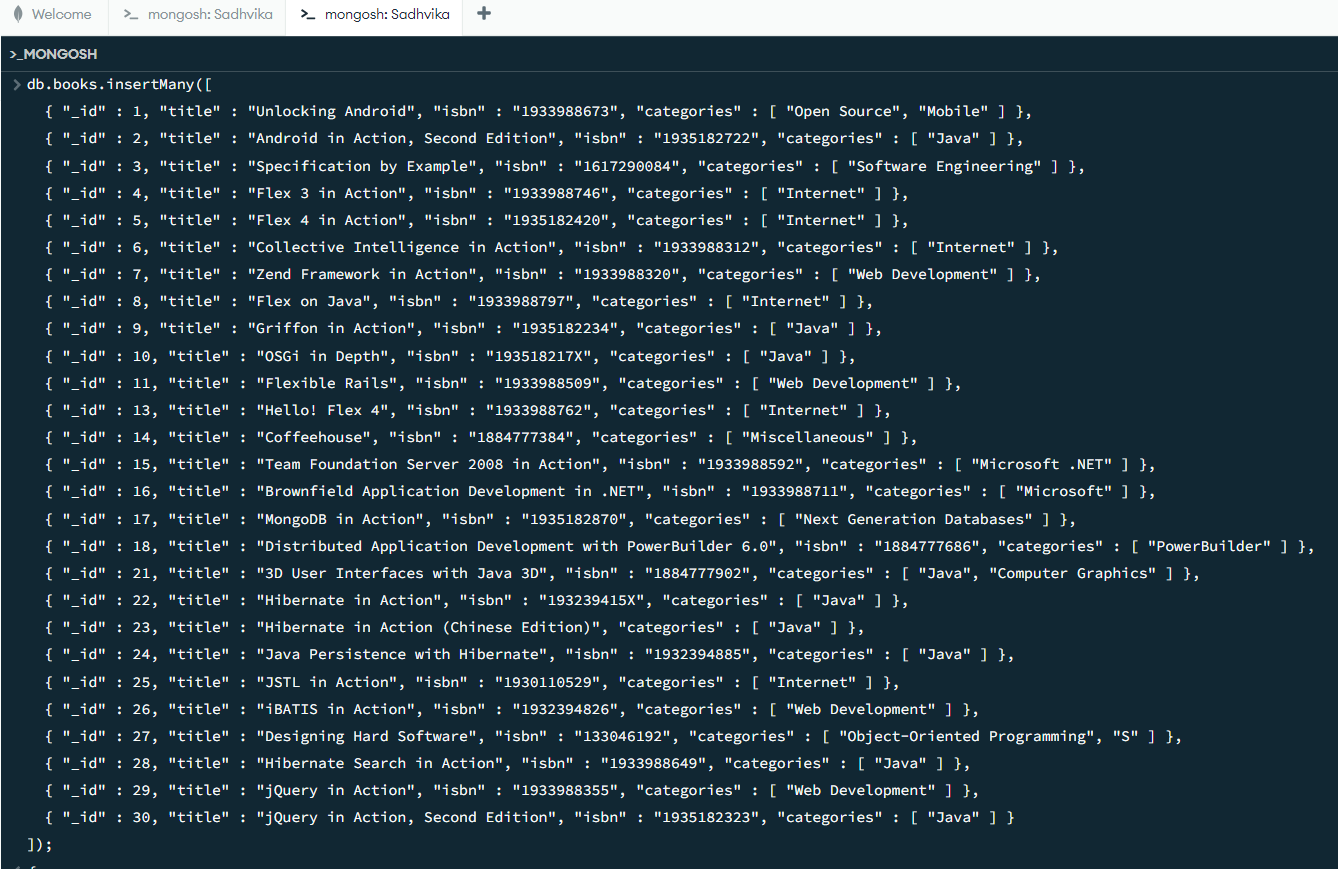 Welcome >_ mongosh: Sadhvika >_ mongosh: Sadhvika +
>_MONGOSH
> db.books.insertMany([
{ "_id" : 1, "title" : "Unlocking Android", "isbn" : "1933988673", "categories" : [ "Open Source", "Mobile" ] },
{ "_id" : 2, "title" : "Android in Action, Second Edition", "isbn" : "1935182722", "categories" : [ "Java" ] },
{ "_id" : 3, "title" : "Specification by Example", "isbn" : "1617290084", "categories" : [ "Software Engineering" ] },
{ "_id" : 4, "title" : "Flex 3 in Action", "isbn" : "1933988746", "categories" : [ "Internet" ] },
{ "_id" : 5, "title" : "Flex 4 in Action", "isbn" : "1935182420", "categories" : [ "Internet" ] },
{ "_id" : 6, "title" : "Collective Intelligence in Action", "isbn" : "1933988312", "categories" : [ "Internet" ] },
{ "_id" : 7, "title" : "Zend Framework in Action", "isbn" : "1933988320", "categories" : [ "Web Development" ] },
{ "_id" : 8, "title" : "Flex on Java", "isbn" : "1933988797", "categories" : [ "Internet" ] },
{ "_id" : 9, "title" : "Griffon in Action", "isbn" : "1935182234", "categories" : [ "Java" ] },
{ "_id" : 10, "title" : "OSGi in Depth", "isbn" : "193518217X", "categories" : [ "Java" ] },
{ "_id" : 11, "title" : "Flexible Rails", "isbn" : "1933988509", "categories" : [ "Web Development" ] },
{ "_id" : 13, "title" : "Hello! Flex 4", "isbn" : "1933988762", "categories" : [ "Internet" ] },
{ "_id" : 14, "title" : "Coffeehouse", "isbn" : "1884777384", "categories" : [ "Miscellaneous" ] },
{ "_id" : 15, "title" : "Team Foundation Server 2008 in Action", "isbn" : "1933988592", "categories" : [ "Microsoft .NET" ] },
{ "_id" : 16, "title" : "Brownfield Application Development in .NET", "isbn" : "1933988711", "categories" : [ "Microsoft" ] },
{ "_id" : 17, "title" : "MongoDB in Action", "isbn" : "1935182870", "categories" : [ "Next Generation Databases" ] },
{ "_id" : 18, "title" : "Distributed Application Development with PowerBuilder 6.0", "isbn" : "1884777686", "categories" : [ "PowerBuilder" ] },
{ "_id" : 21, "title" : "3D User Interfaces with Java 3D", "isbn" : "1884777902", "categories" : [ "Java", "Computer Graphics" ] },
{ "_id" : 22, "title" : "Hibernate in Action", "isbn" : "193239415X", "categories" : [ "Java" ] },
{ "_id" : 23, "title" : "Hibernate in Action (Chinese Edition)", "categories" : [ "Java" ] },
{ "_id" : 24, "title" : "Java Persistence with Hibernate", "isbn" : "1932394885", "categories" : [ "Java" ] },
{ "_id" : 25, "title" : "JSTL in Action", "isbn" : "1930110529", "categories" : [ "Internet" ] },
{ "_id" : 26, "title" : "iBATIS in Action", "isbn" : "1932394826", "categories" : [ "Web Development" ] },
{ "_id" : 27, "title" : "Designing Hard Software", "isbn" : "133046192", "categories" : [ "Object-Oriented Programming", "S" ] },
{ "_id" : 28, "title" : "Hibernate Search in Action", "isbn" : "1933988649", "categories" : [ "Java" ] },
{ "_id" : 29, "title" : "jQuery in Action", "isbn" : "1933988355", "categories" : [ "Web Development" ] },
{ "_id" : 30, "title" : "jQuery in Action, Second Edition", "isbn" : "1935182323", "categories" : [ "Java" ] }
]);